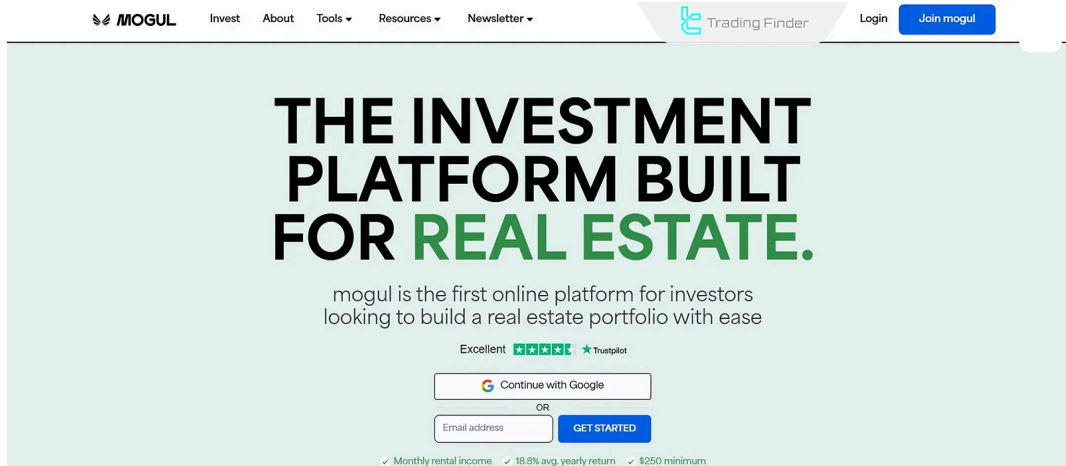 MOGUL Invest About Tools Resources Newsletter Trading Finder Login Join mogul
THE INVESTMENT
PLATFORM BUILT
FOR REAL ESTATE.
mogul is the first online platform for investors
looking to build a real estate portfolio with ease
Excellent Trustpilot
Continue with Google
OR
Email address GET STARTED
Monthly rental income 18.8% avg. yearly return $250 minimum